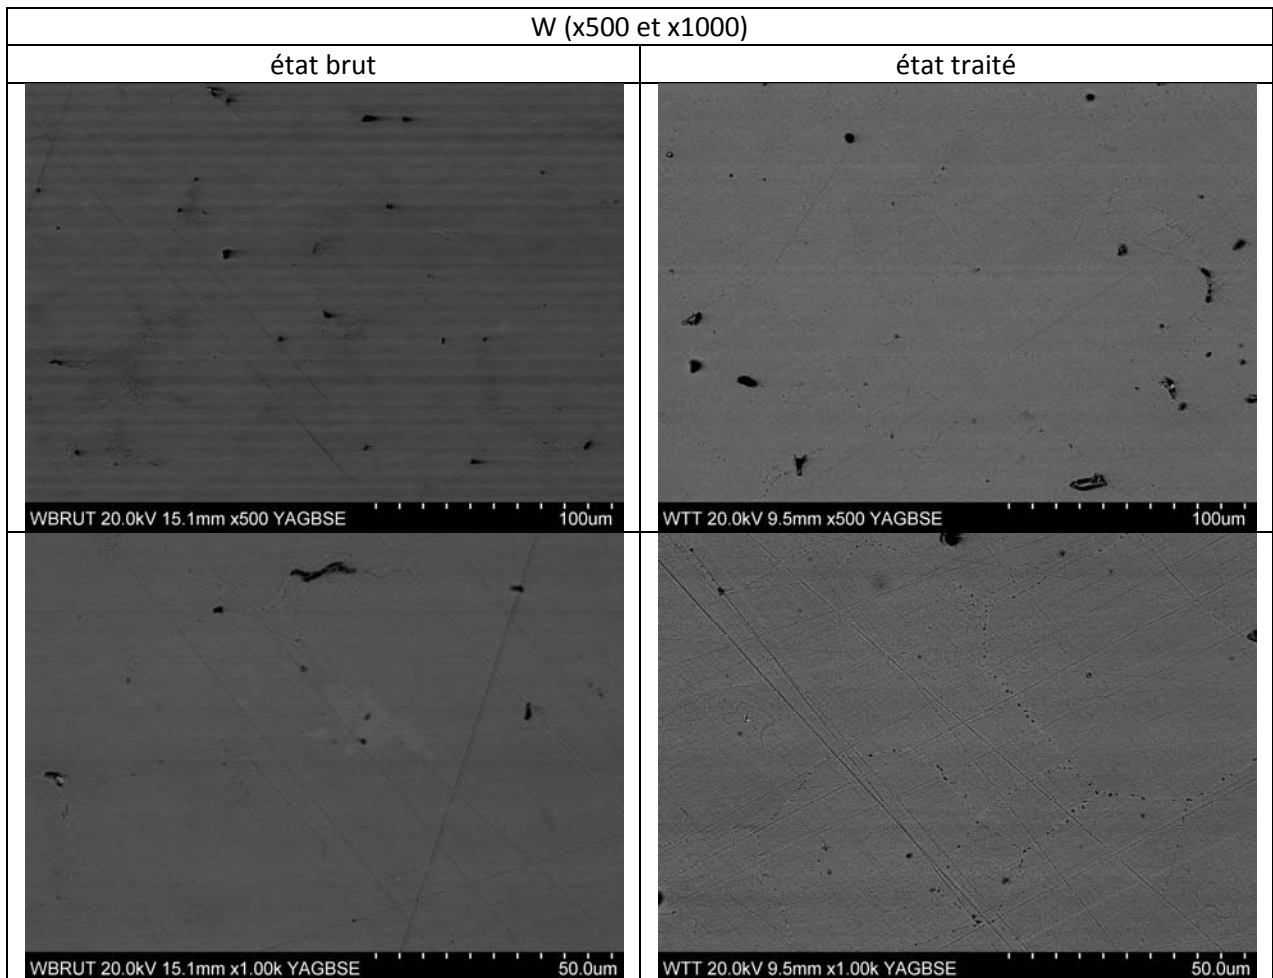 W (x500 et x1000)
état brut
état traité
WBRUT 20.0kV 15.1mm x500 YAGBSE 100um
WTT 20.0kV 9.5mm x500 YAGBSE 100um
WBRUT 20.0kV 15.1mm x1.00k YAGBSE 50.0um
WTT 20.0kV 9.5mm x1.00k YAGBSE 50.0um